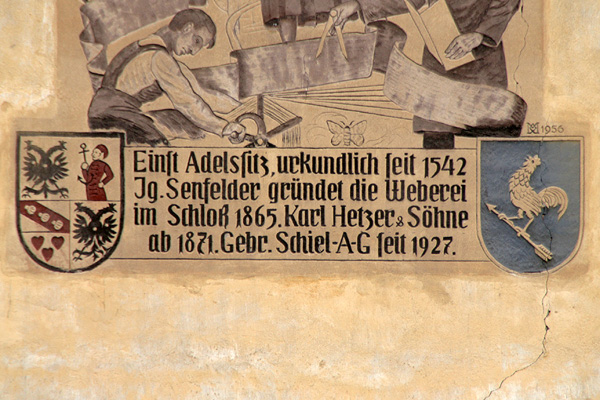 1956
Einst Adelssitz, urkundlich seit 1542
Ig. Senfelder gründet die Weberei
im Schloß 1865. Karl Hetzer & Söhne
ab 1871. Gebr. Schiel-A-G seit 1927.